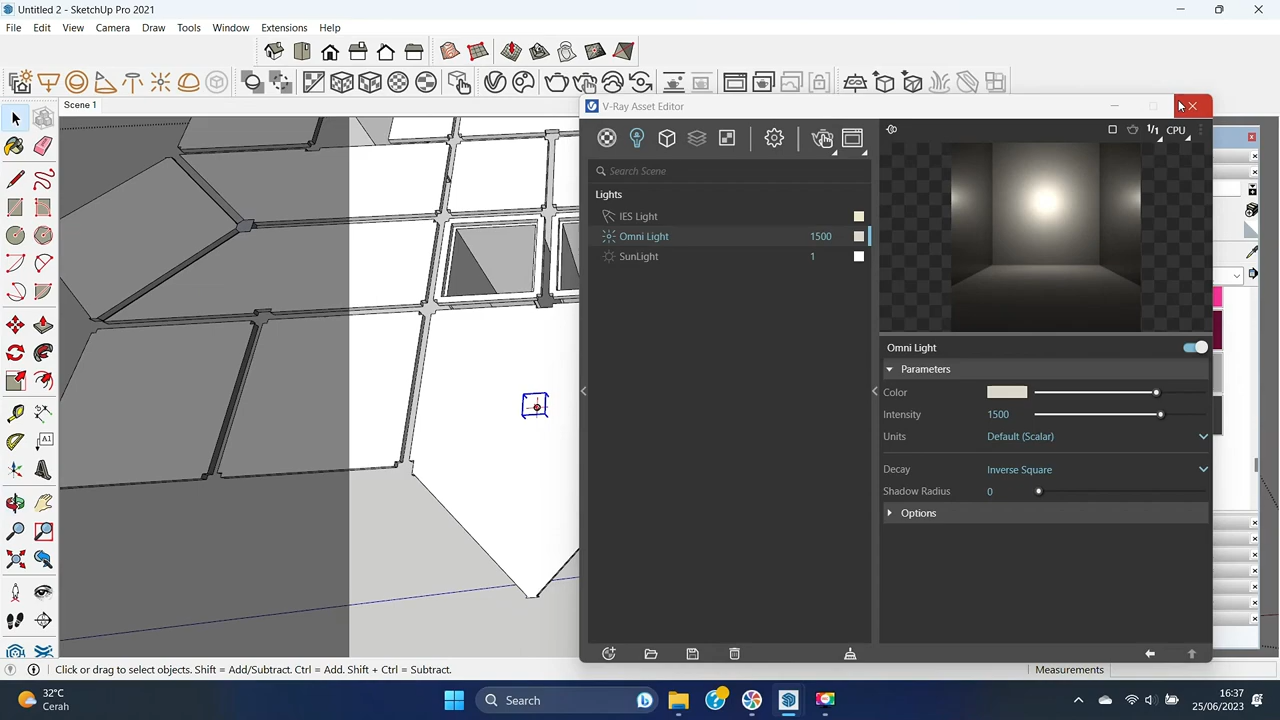 Untitled 2 - SketchUp Pro 2021
File Edit View Camera Draw Tools Window Extensions Help
Scene 1
V-Ray Asset Editor
1/1 CPU
Search Scene
Lights
IES Light
Omni Light 1500
SunLight 1
Omni Light
Parameters
Color
Intensity 1500
Units Default (Scalar)
Decay Inverse Square
Shadow Radius 0
Options
A1
Click or drag to select objects. Shift = Add/Subtract. Ctrl = Add. Shift + Ctrl = Subtract.
Measurements
32°C
Cerah
Search
16:37
25/06/2023